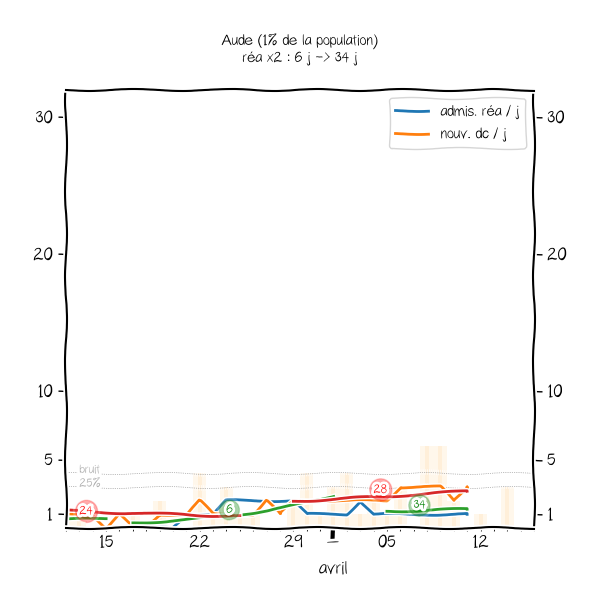 Aude (1% de la population)
réa x2 : 6 j -> 34 j
admis. réa / j
nouv. dc / j
30 30
20 20
10 10
5 5
bruit
25%
1 1
24
6
28
34
15 22 29 1 05 12
avril